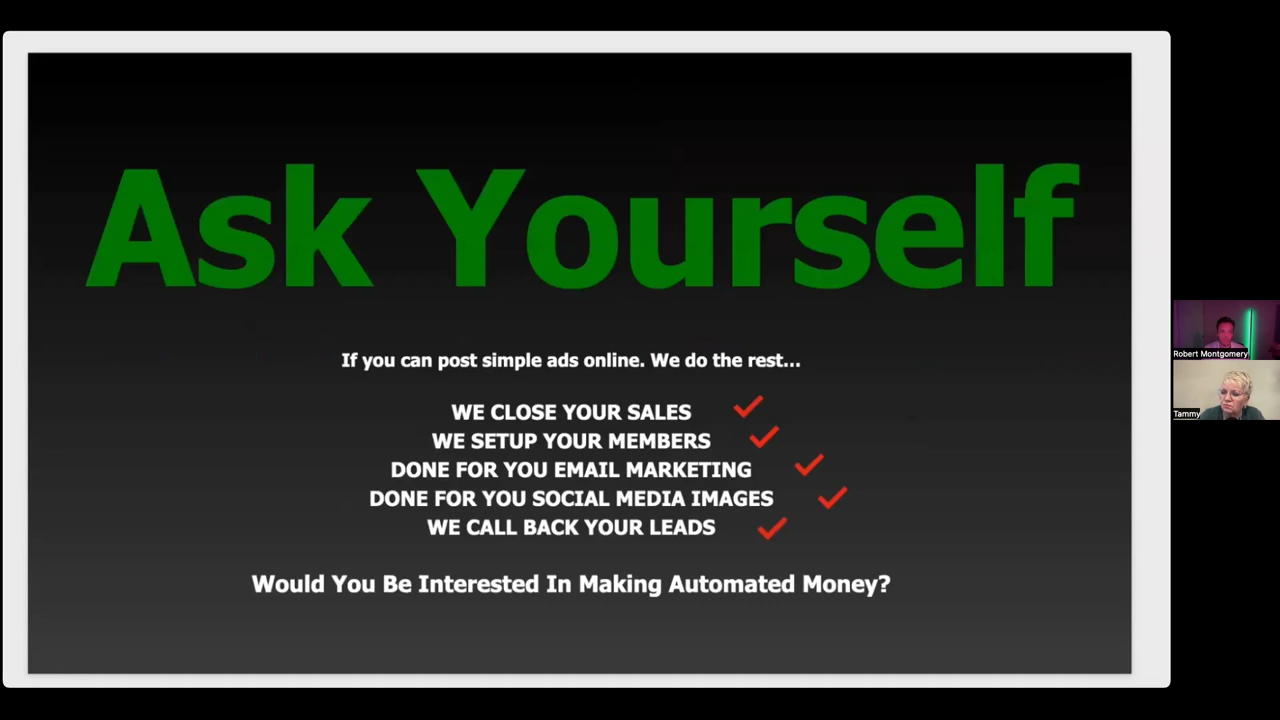 Ask Yourself
If you can post simple ads online. We do the rest...
WE CLOSE YOUR SALES
WE SETUP YOUR MEMBERS
DONE FOR YOU EMAIL MARKETING
DONE FOR YOU SOCIAL MEDIA IMAGES
WE CALL BACK YOUR LEADS
Would You Be Interested In Making Automated Money?
Robert Montgomery
Tammy